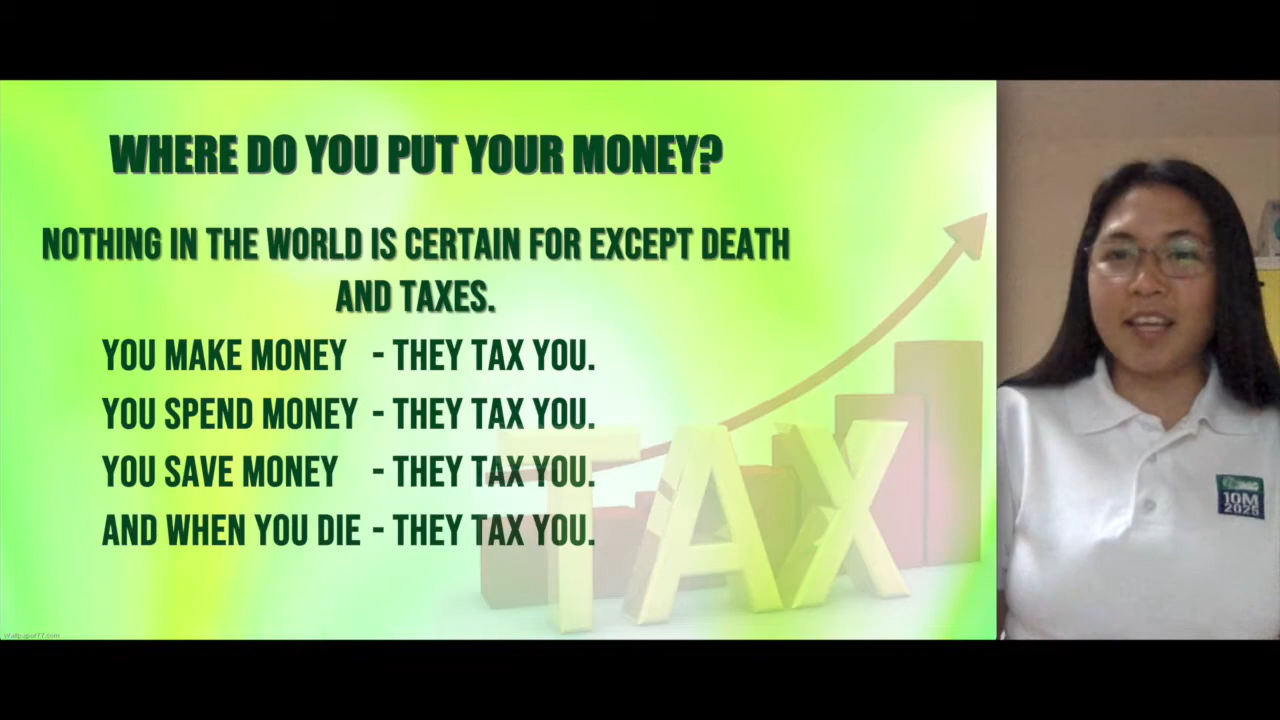 WHERE DO YOU PUT YOUR MONEY?
NOTHING IN THE WORLD IS CERTAIN FOR EXCEPT DEATH
AND TAXES.
YOU MAKE MONEY - THEY TAX YOU.
YOU SPEND MONEY - THEY TAX YOU.
YOU SAVE MONEY - THEY TAX YOU.
AND WHEN YOU DIE - THEY TAX YOU.
TAX
10M
2025